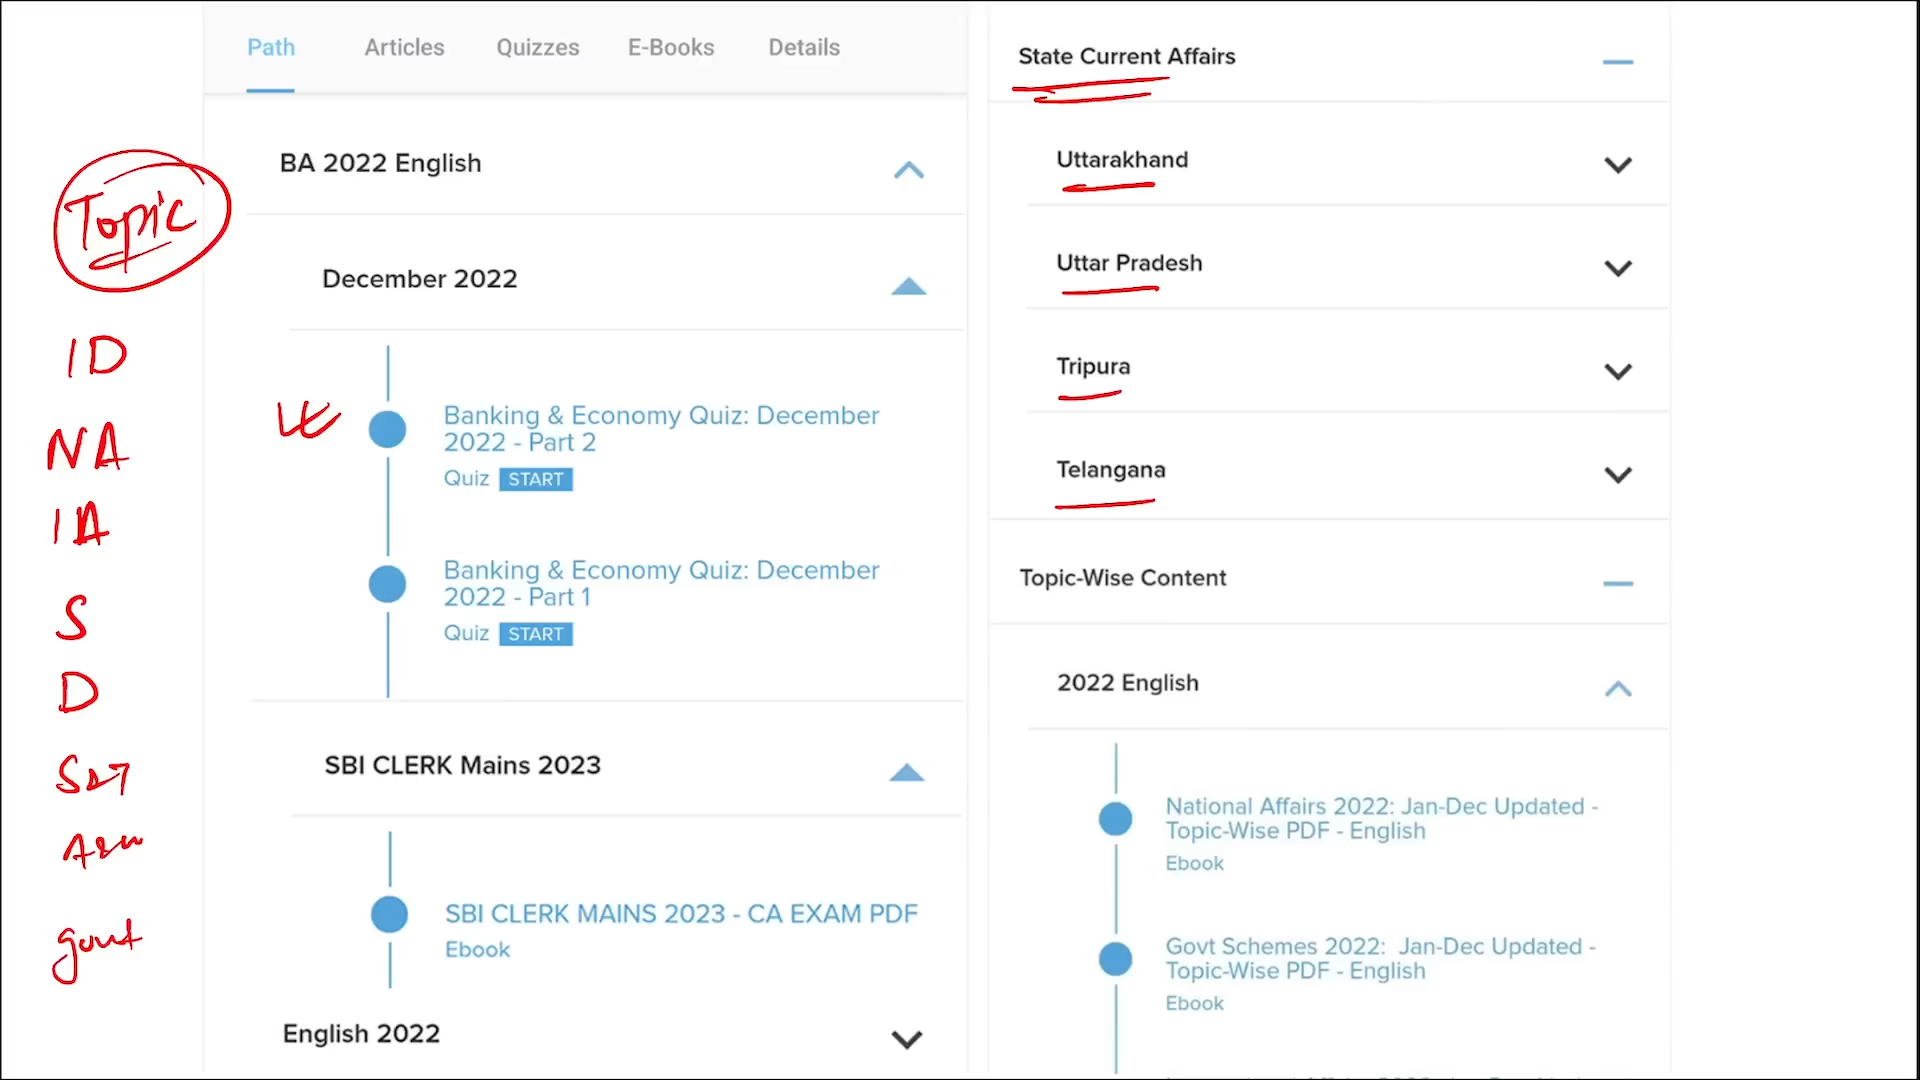 Path Articles Quizzes E-Books Details
BA 2022 English
December 2022
Banking & Economy Quiz: December
2022 - Part 2
Quiz START
Banking & Economy Quiz: December
2022 - Part 1
Quiz START
SBI CLERK Mains 2023
SBI CLERK MAINS 2023 - CA EXAM PDF
Ebook
English 2022
State Current Affairs
Uttarakhand
Uttar Pradesh
Tripura
Telangana
Topic-Wise Content
2022 English
National Affairs 2022: Jan-Dec Updated -
Topic-Wise PDF - English
Ebook
Govt Schemes 2022: Jan-Dec Updated -
Topic-Wise PDF - English
Ebook
Topic
ID
NA
IA
S
D
S&T
govt